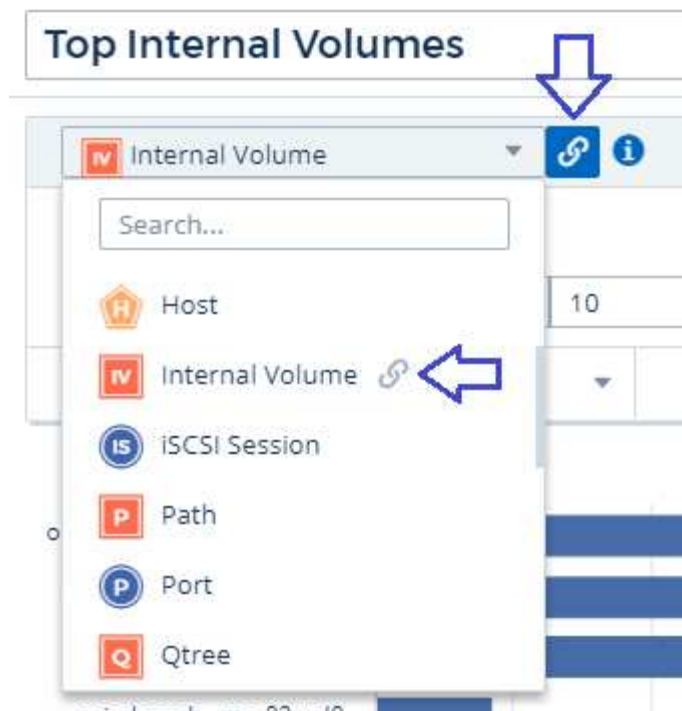 Top Internal Volumes
IV Internal Volume
Search...
H Host
10
IV Internal Volume
IS iSCSI Session
P Path
P Port
Q Qtree